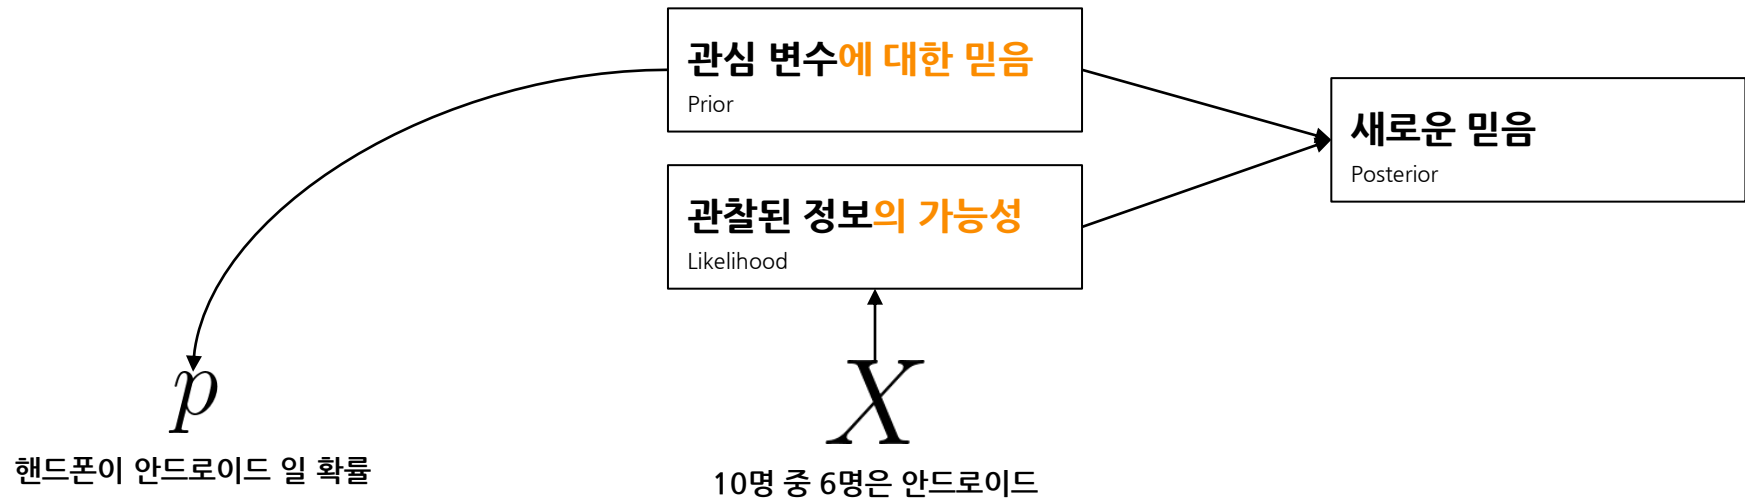 관심 변수에 대한 믿음
Prior
관찰된 정보의 가능성
Likelihood
새로운 믿음
Posterior
p
핸드폰이 안드로이드 일 확률
X
10명 중 6명은 안드로이드